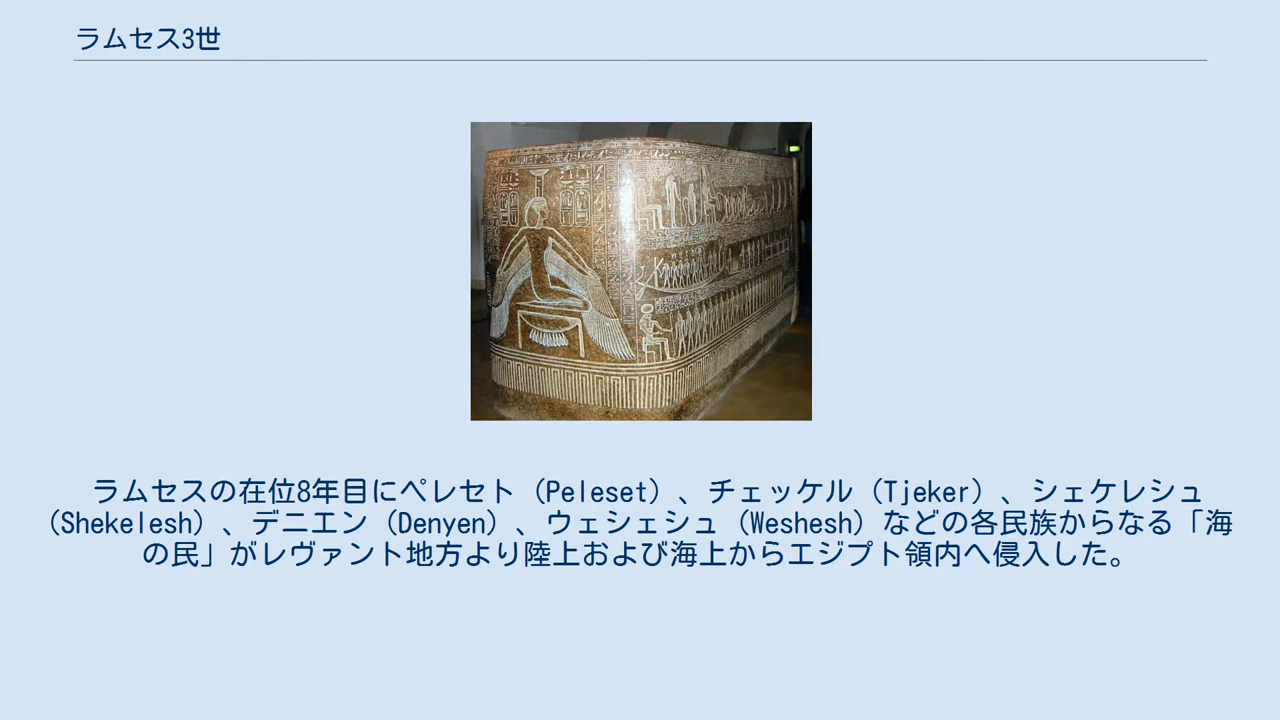 ラムセス3世
ラムセスの在位8年目にペレセト（Peleset）、チェッケル（Tjeker）、シェケレシュ
（Shekelesh）、デニエン（Denyen）、ウェシェシュ（Weshesh）などの各民族からなる「海
の民」がレヴァント地方より陸上および海上からエジプト領内へ侵入した。